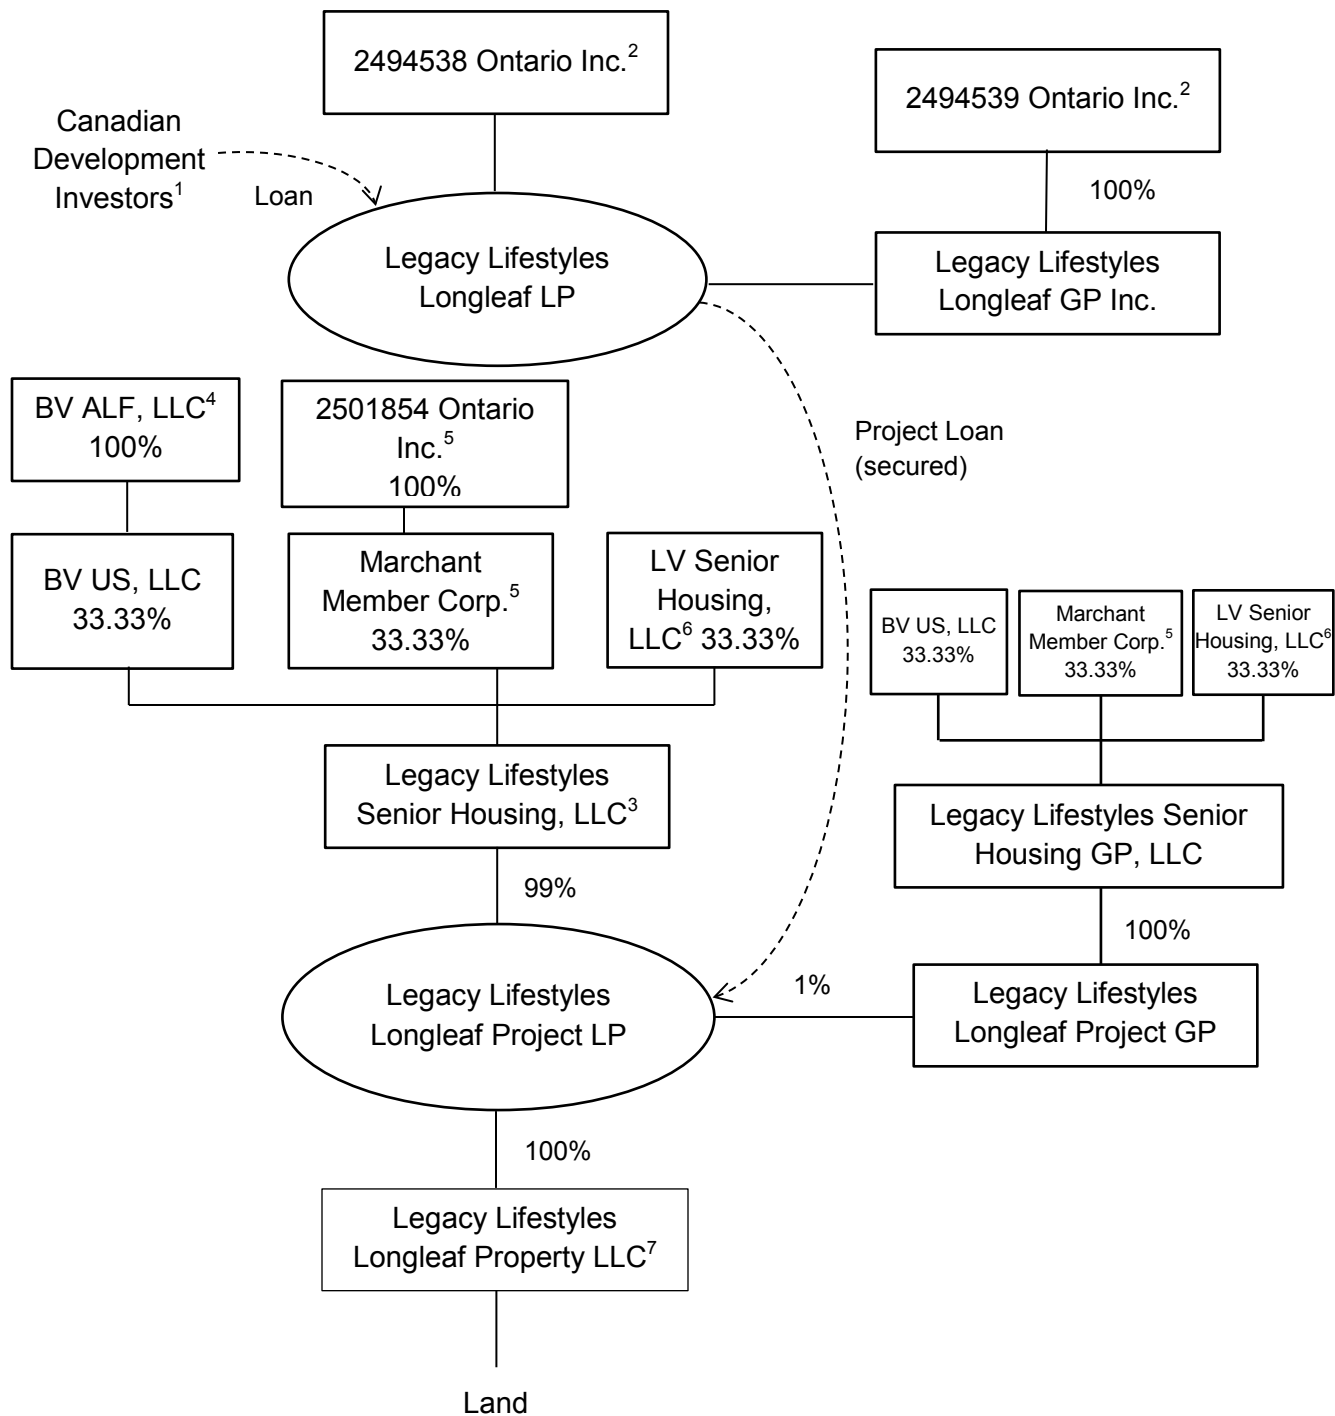 2494538 Ontario Inc.2
2494539 Ontario Inc.2
Canadian
Development
Investors1
Loan
100%
Legacy Lifestyles
Longleaf LP
Legacy Lifestyles
Longleaf GP Inc.
BV ALF, LLC4
100%
2501854 Ontario
Inc.5
100%
Project Loan
(secured)
BV US, LLC
33.33%
Marchant
Member Corp.5
33.33%
LV Senior
Housing,
LLC6 33.33%
BV US, LLC
33.33%
Marchant
Member Corp.5
33.33%
LV Senior
Housing, LLC6
33.33%
Legacy Lifestyles
Senior Housing, LLC3
Legacy Lifestyles Senior
Housing GP, LLC
99%
100%
Legacy Lifestyles
Longleaf Project LP
1%
Legacy Lifestyles
Longleaf Project GP
100%
Legacy Lifestyles
Longleaf Property LLC7
Land